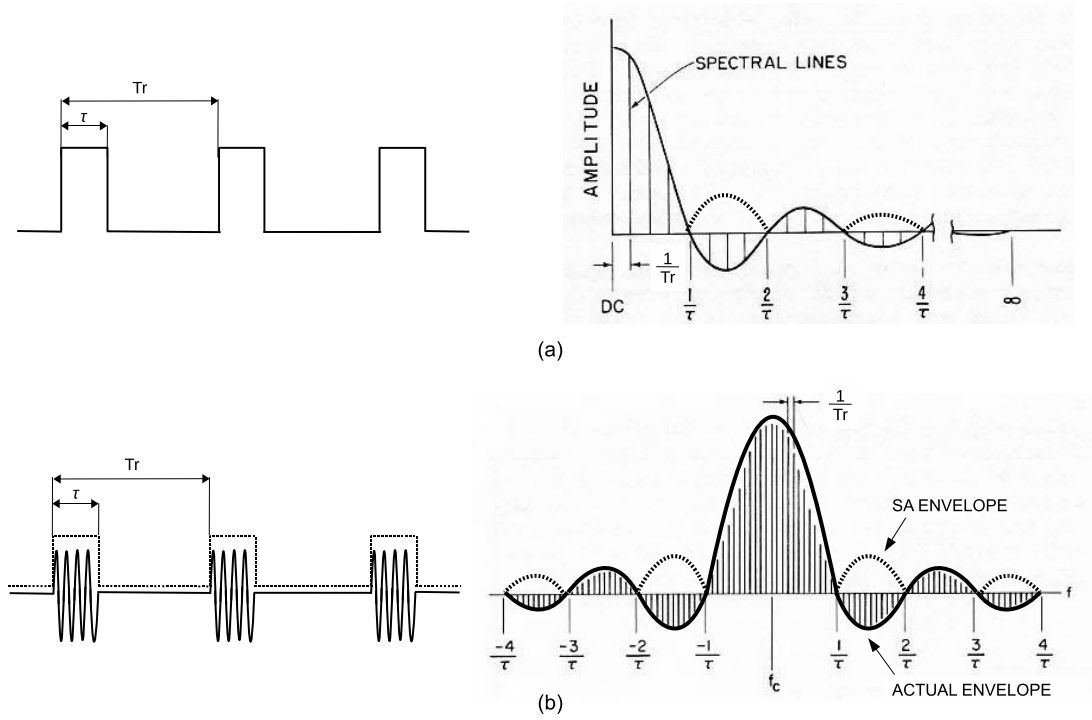 Tr
τ
AMPLITUDE
SPECTRAL LINES
1/Tr
DC
1/τ
2/τ
3/τ
4/τ
∞
(a)
Tr
τ
1/Tr
SA ENVELOPE
f
-4/τ
-3/τ
-2/τ
-1/τ
fc
1/τ
2/τ
3/τ
4/τ
ACTUAL ENVELOPE
(b)